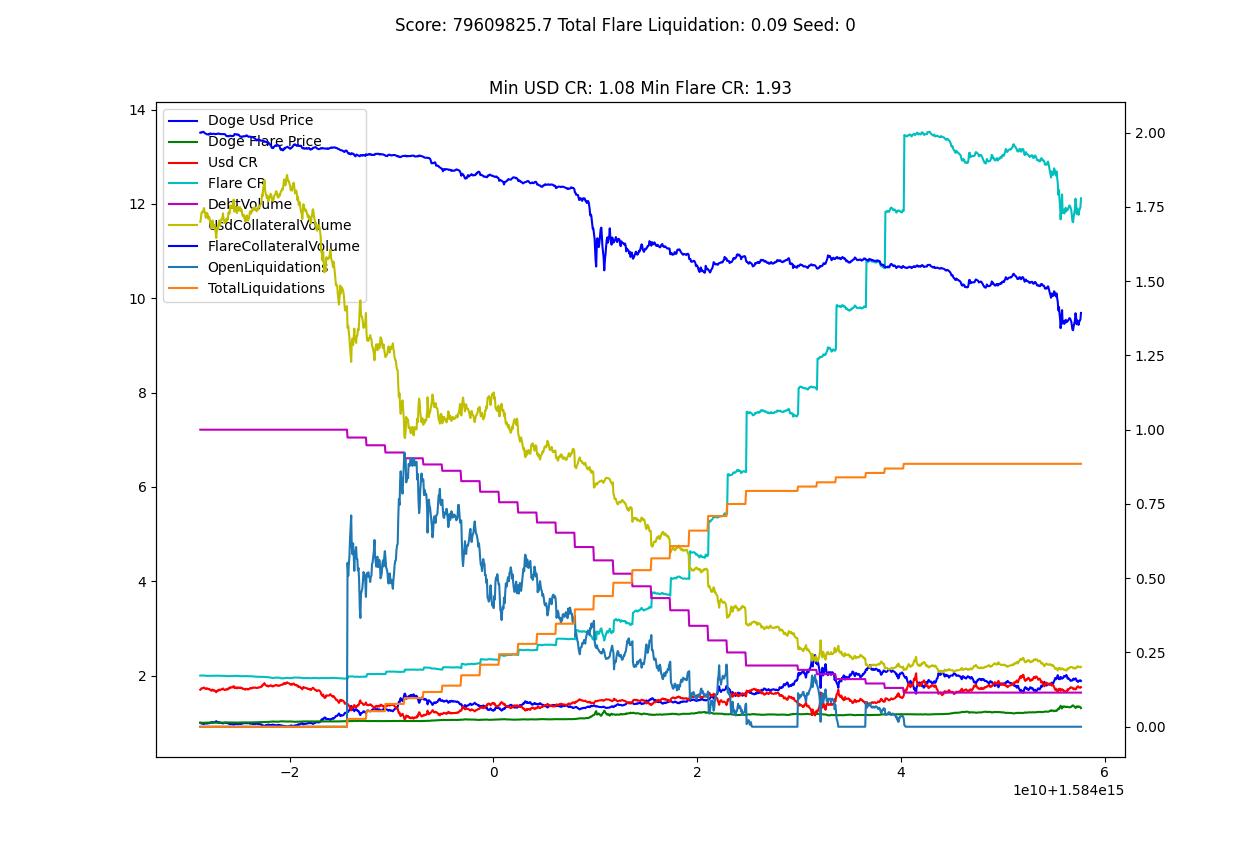 Score: 79609825.7 Total Flare Liquidation: 0.09 Seed: 0
Min USD CR: 1.08 Min Flare CR: 1.93
Doge Usd Price
Doge Flare Price
Usd CR
Flare CR
DebtVolume
UsdCollateralVolume
FlareCollateralVolume
OpenLiquidations
TotalLiquidations
14
12
10
8
6
4
2
2.00
1.75
1.50
1.25
1.00
0.75
0.50
0.25
0.00
−2
0
2
4
6
1e10+1.584e15